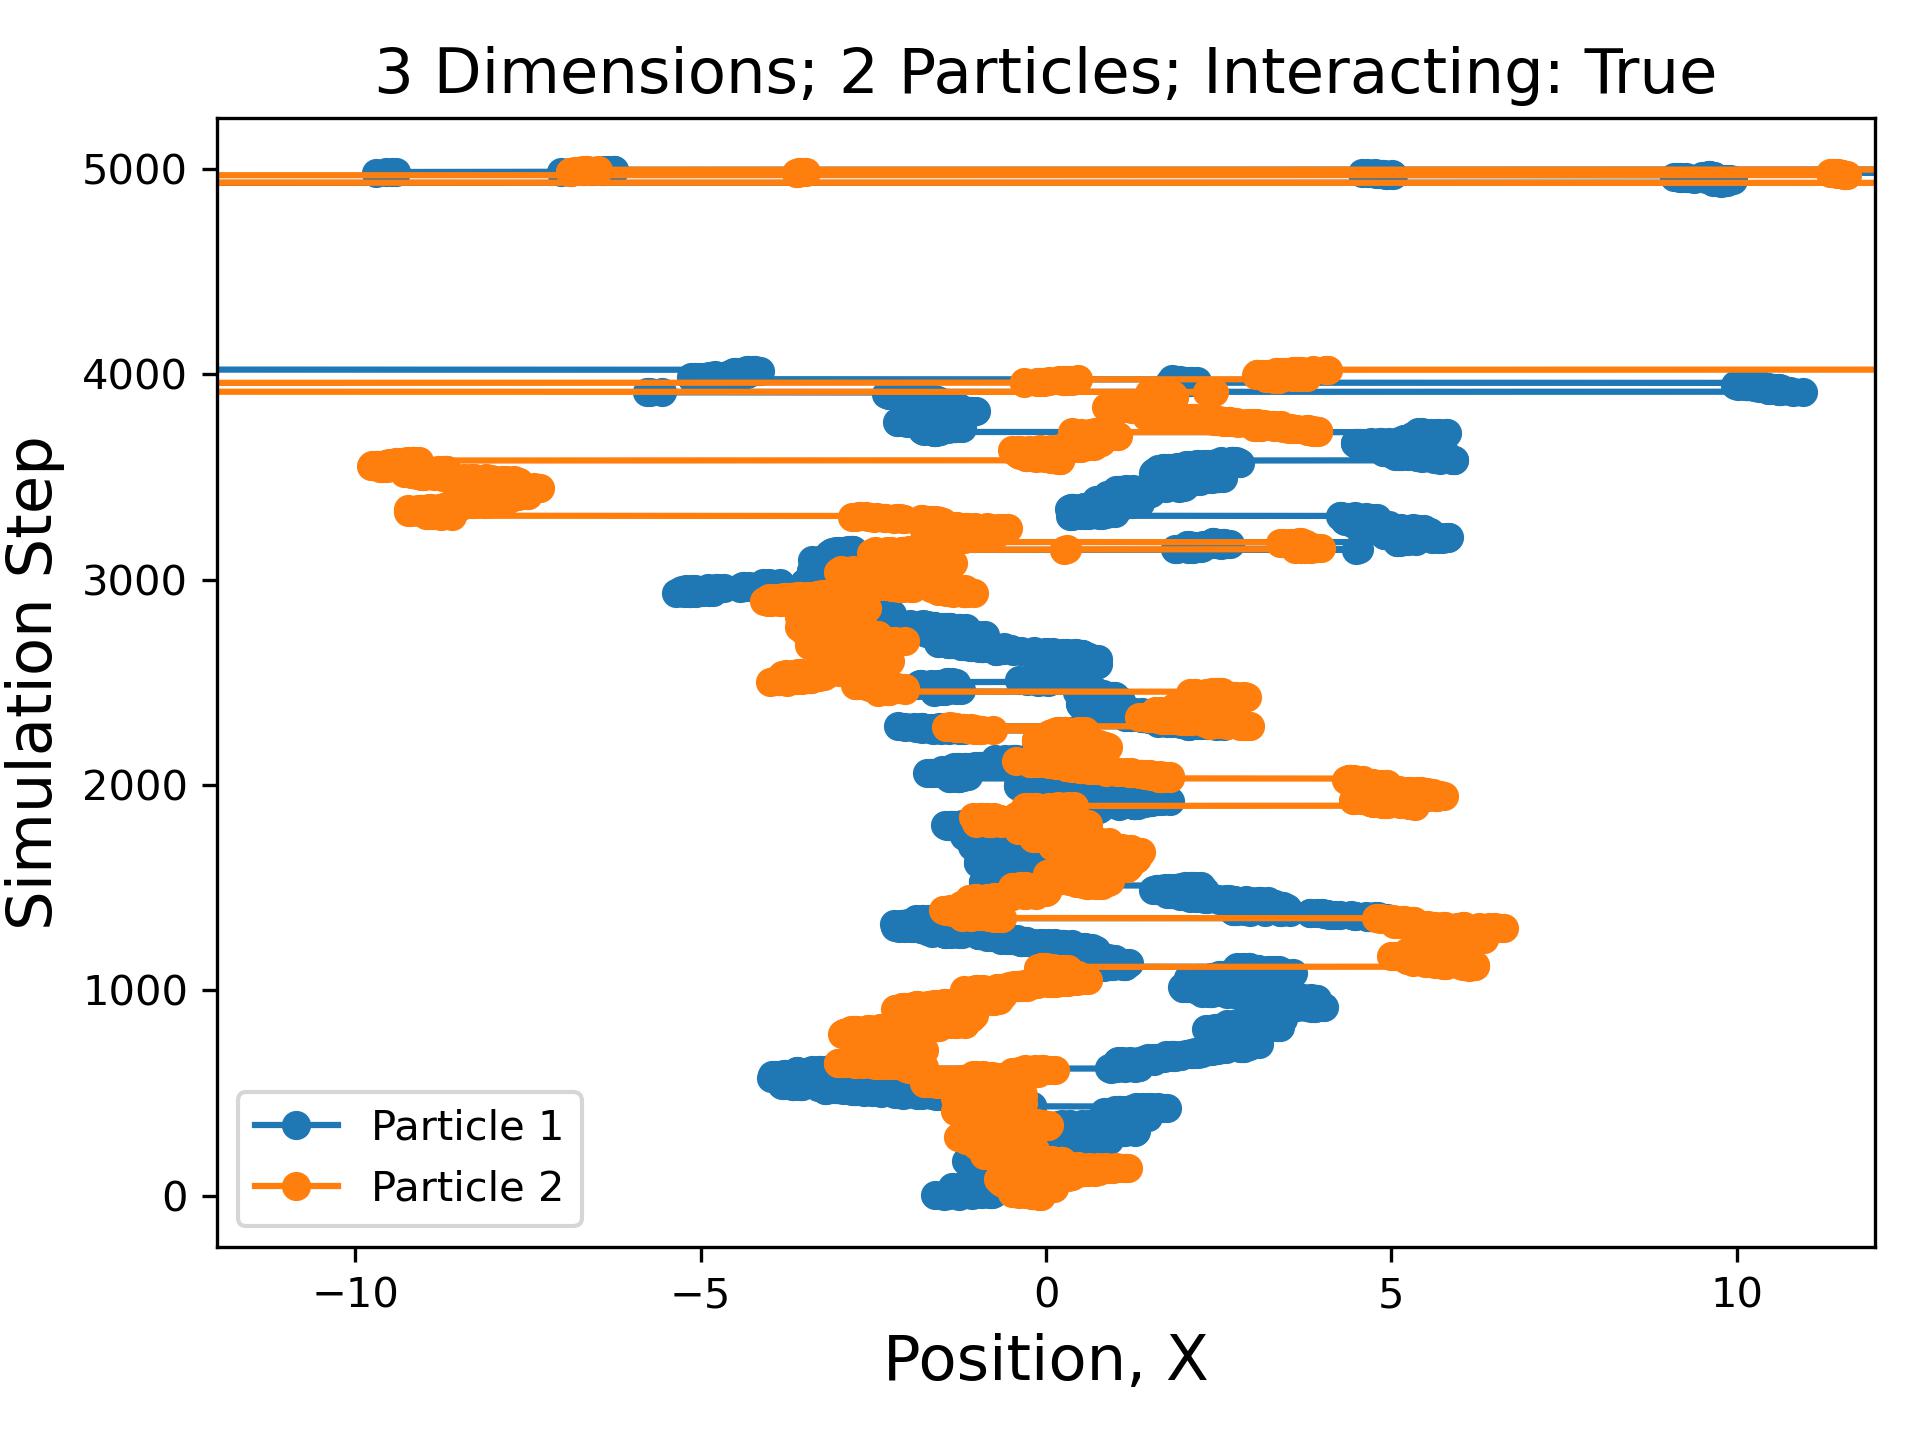 3 Dimensions; 2 Particles; Interacting: True
Simulation Step
5000
4000
3000
2000
1000
0
Particle 1
Particle 2
−10
−5
0
5
10
Position, X